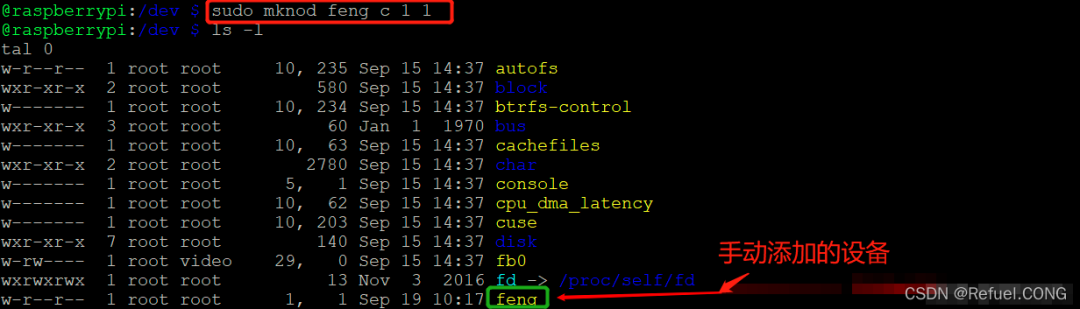 @raspberrypi:/dev $ sudo mknod feng c 1 1
@raspberrypi:/dev $ ls -l
tal 0
w-r--r-- 1 root root 10, 235 Sep 15 14:37 autofs
wxr-xr-x 2 root root 580 Sep 15 14:37 block
w------- 1 root root 10, 234 Sep 15 14:37 btrfs-control
wxr-xr-x 3 root root 60 Jan 1 1970 bus
w------- 1 root root 10, 63 Sep 15 14:37 cachefiles
wxr-xr-x 2 root root 2780 Sep 15 14:37 char
w------- 1 root root 5, 1 Sep 15 14:37 console
w------- 1 root root 10, 62 Sep 15 14:37 cpu_dma_latency
w------- 1 root root 10, 203 Sep 15 14:37 cuse
wxr-xr-x 7 root root 140 Sep 15 14:37 disk
w-rw---- 1 root video 29, 0 Sep 15 14:37 fb0
手动添加的设备
wxrwxrwx 1 root root 13 Nov 3 2016 fd -> /proc/self/fd
w-r--r-- 1 root root 1, 1 Sep 19 10:17 feng
CSDN @Refuel.CONG